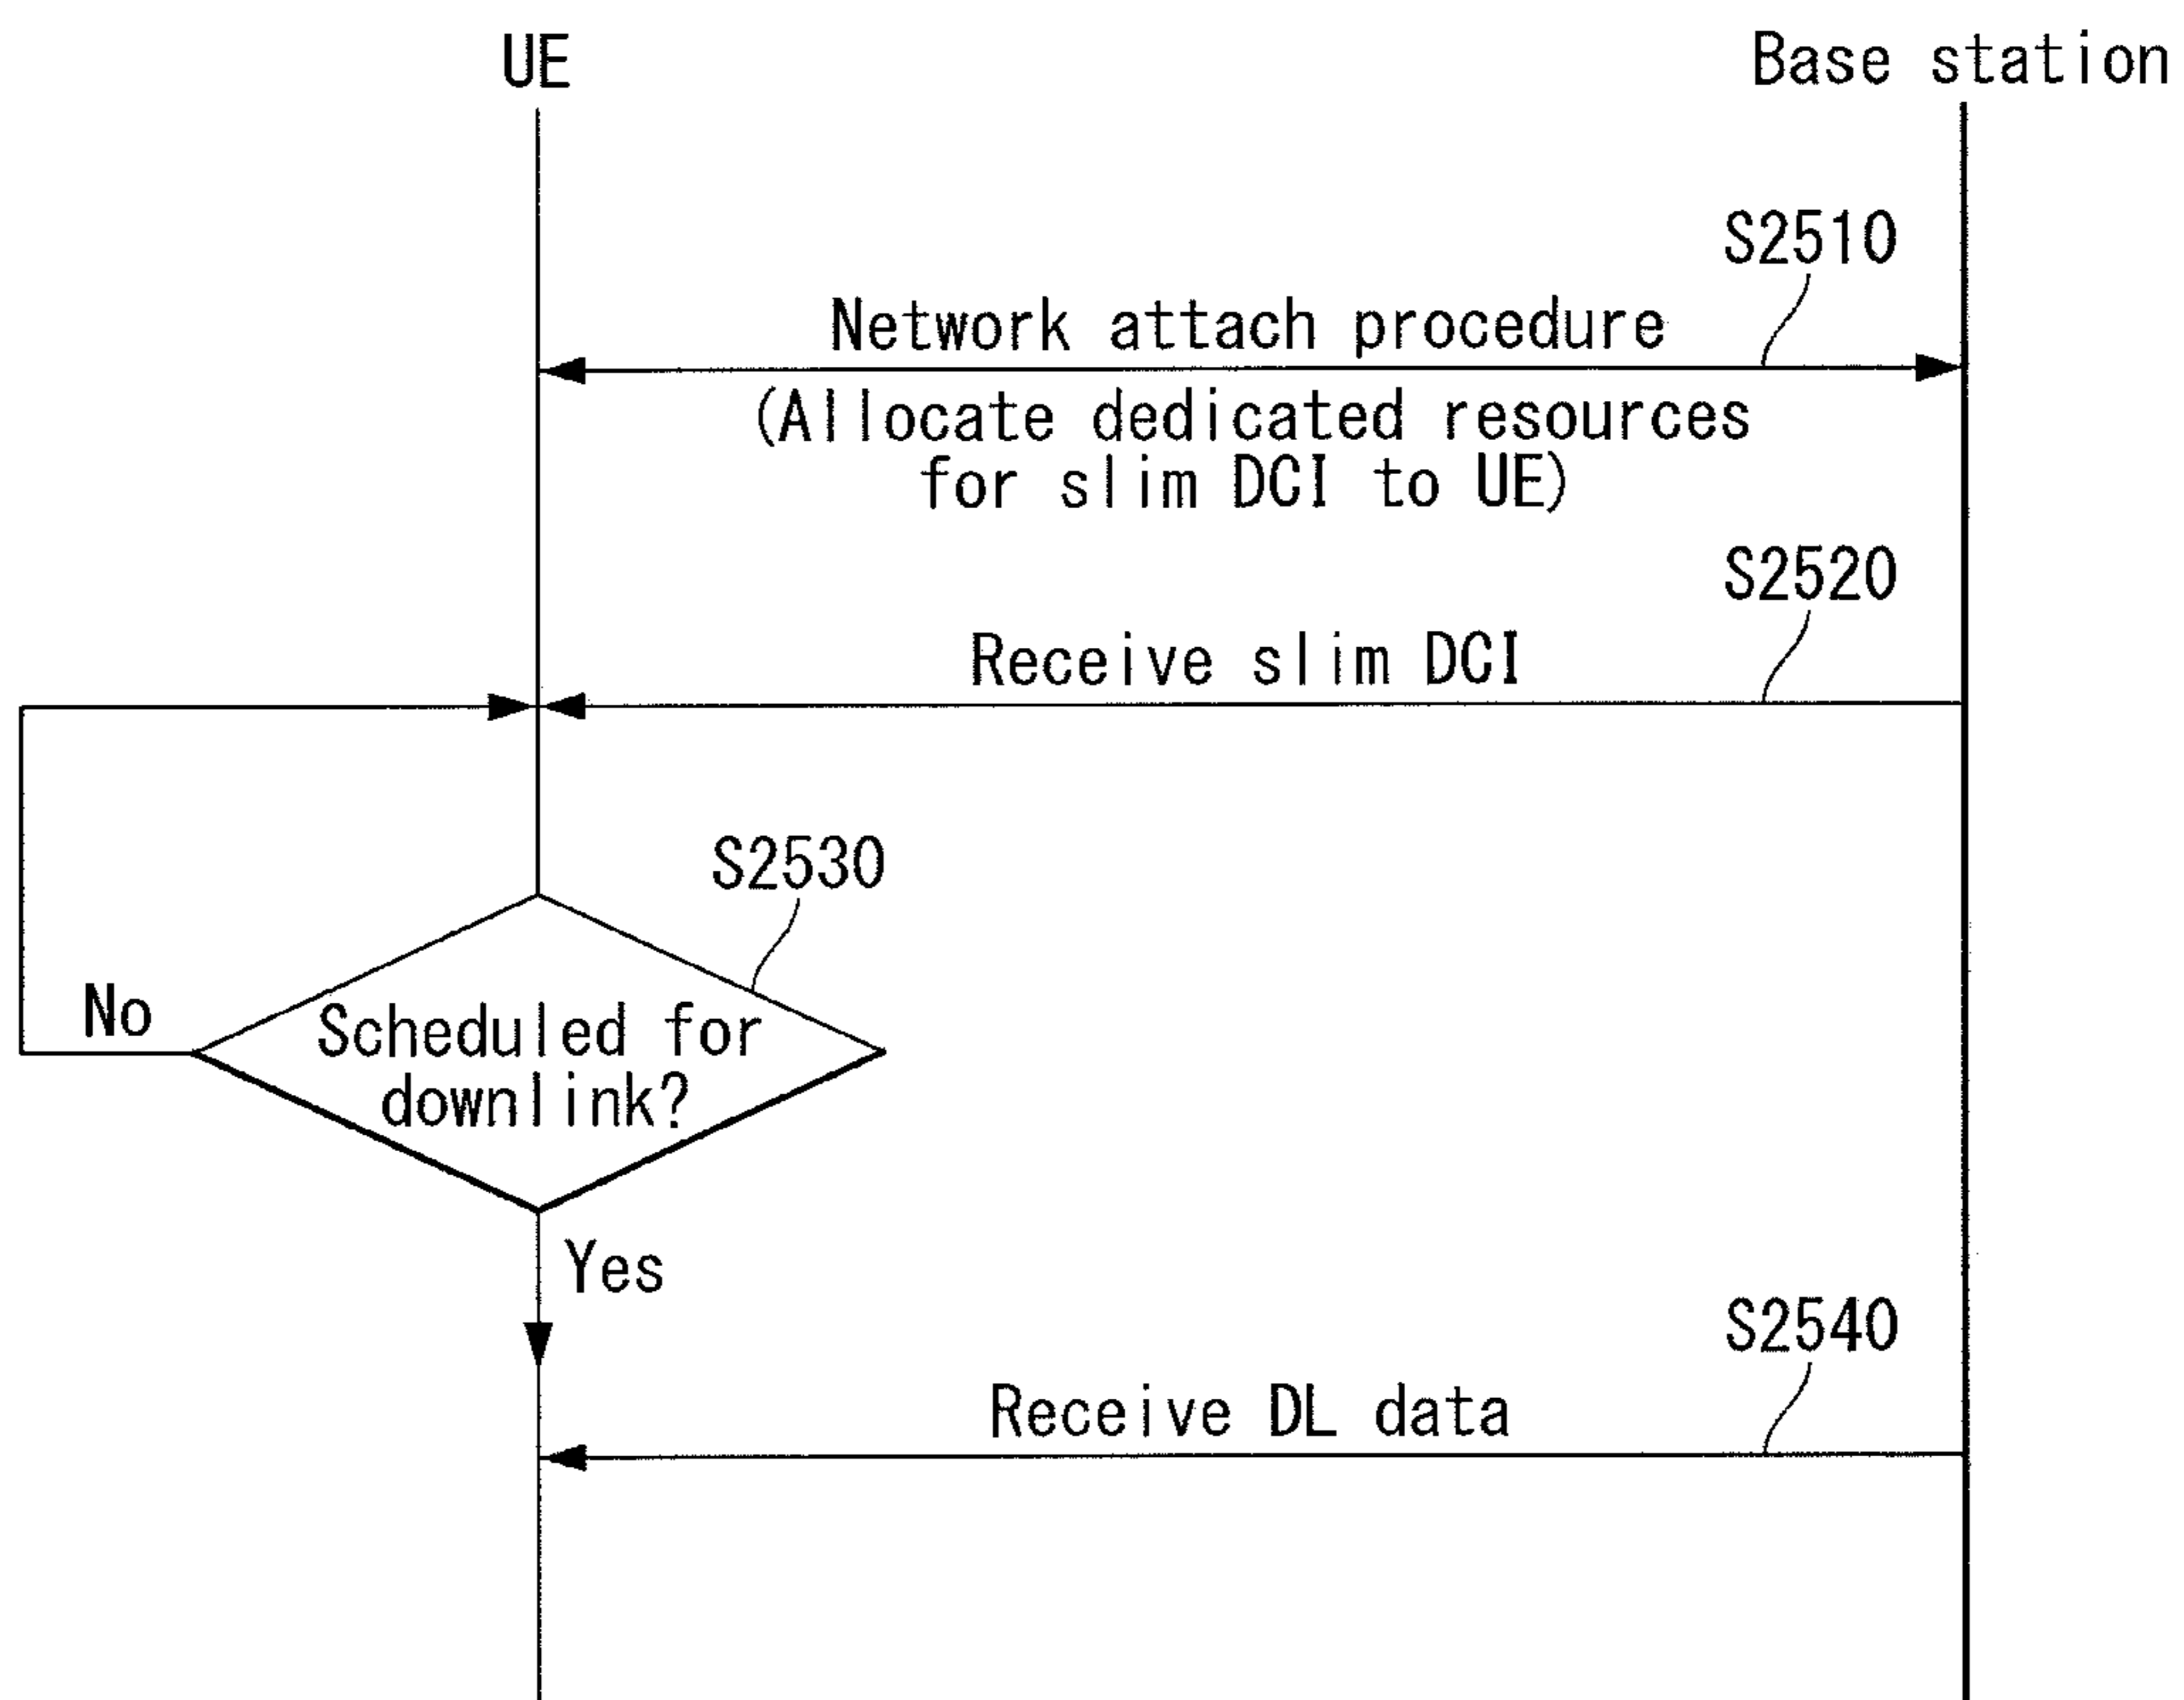 UE
Base station
S2510
Network attach procedure
(Allocate dedicated resources
for slim DCI to UE)
S2520
Receive slim DCI
S2530
No
Scheduled for
downlink?
Yes
S2540
Receive DL data